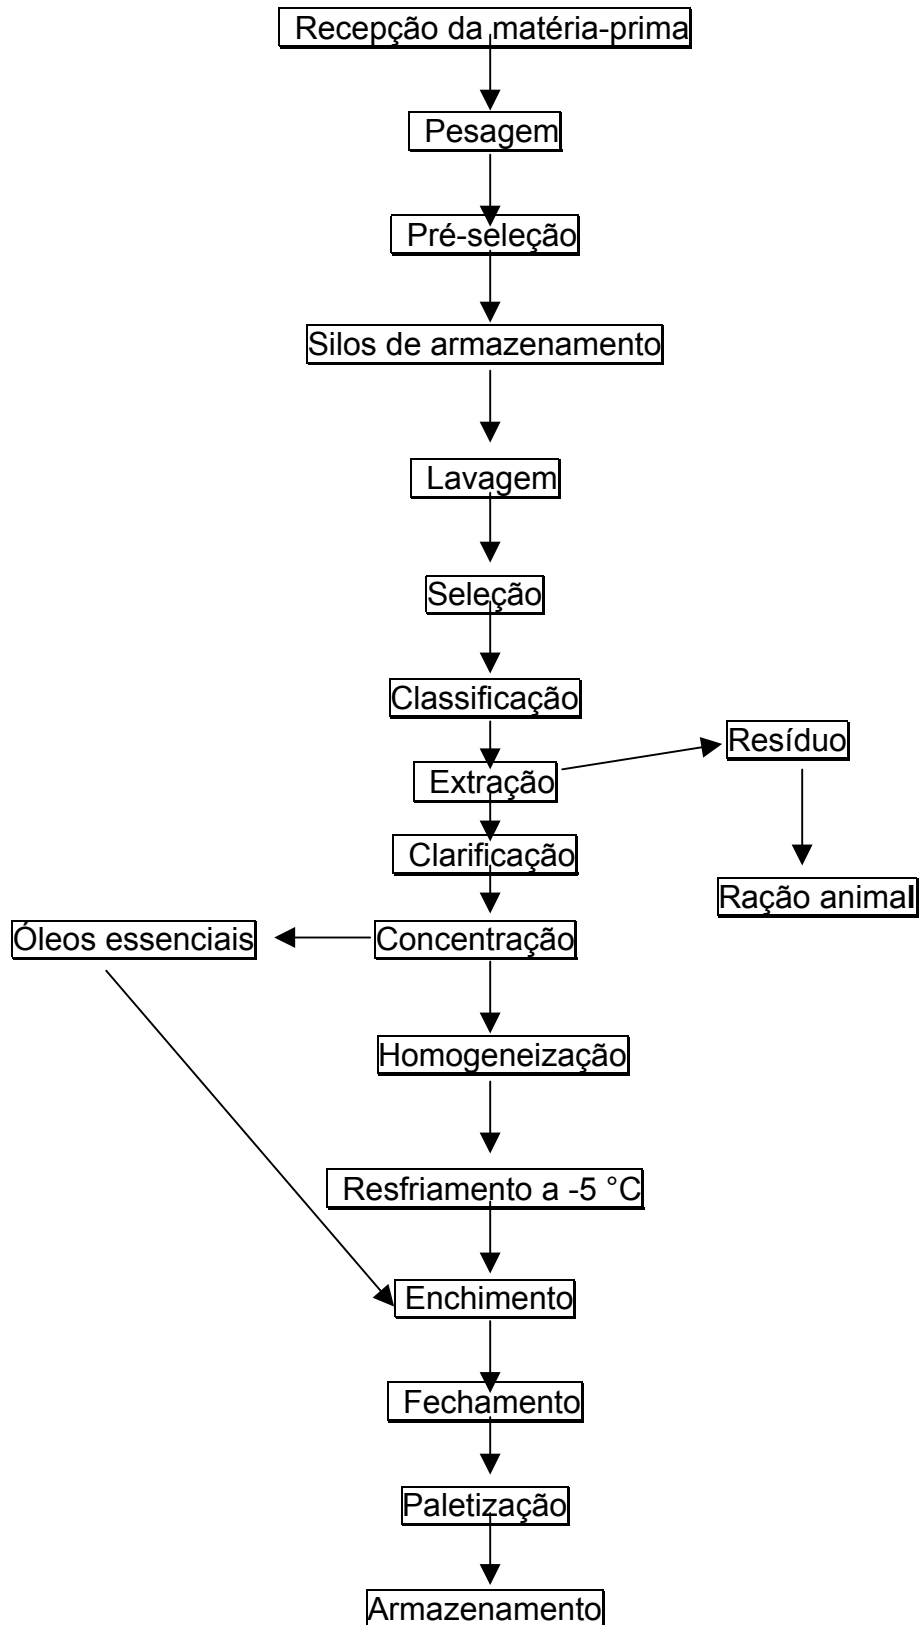 Recepção da matéria-prima
Pesagem
Pré-seleção
Silos de armazenamento
Lavagem
Seleção
Classificação
Resíduo
Extração
Clarificação
Ração animal
Óleos essenciais
Concentração
Homogeneização
Resfriamento a -5 °C
Enchimento
Fechamento
Paletização
Armazenamento